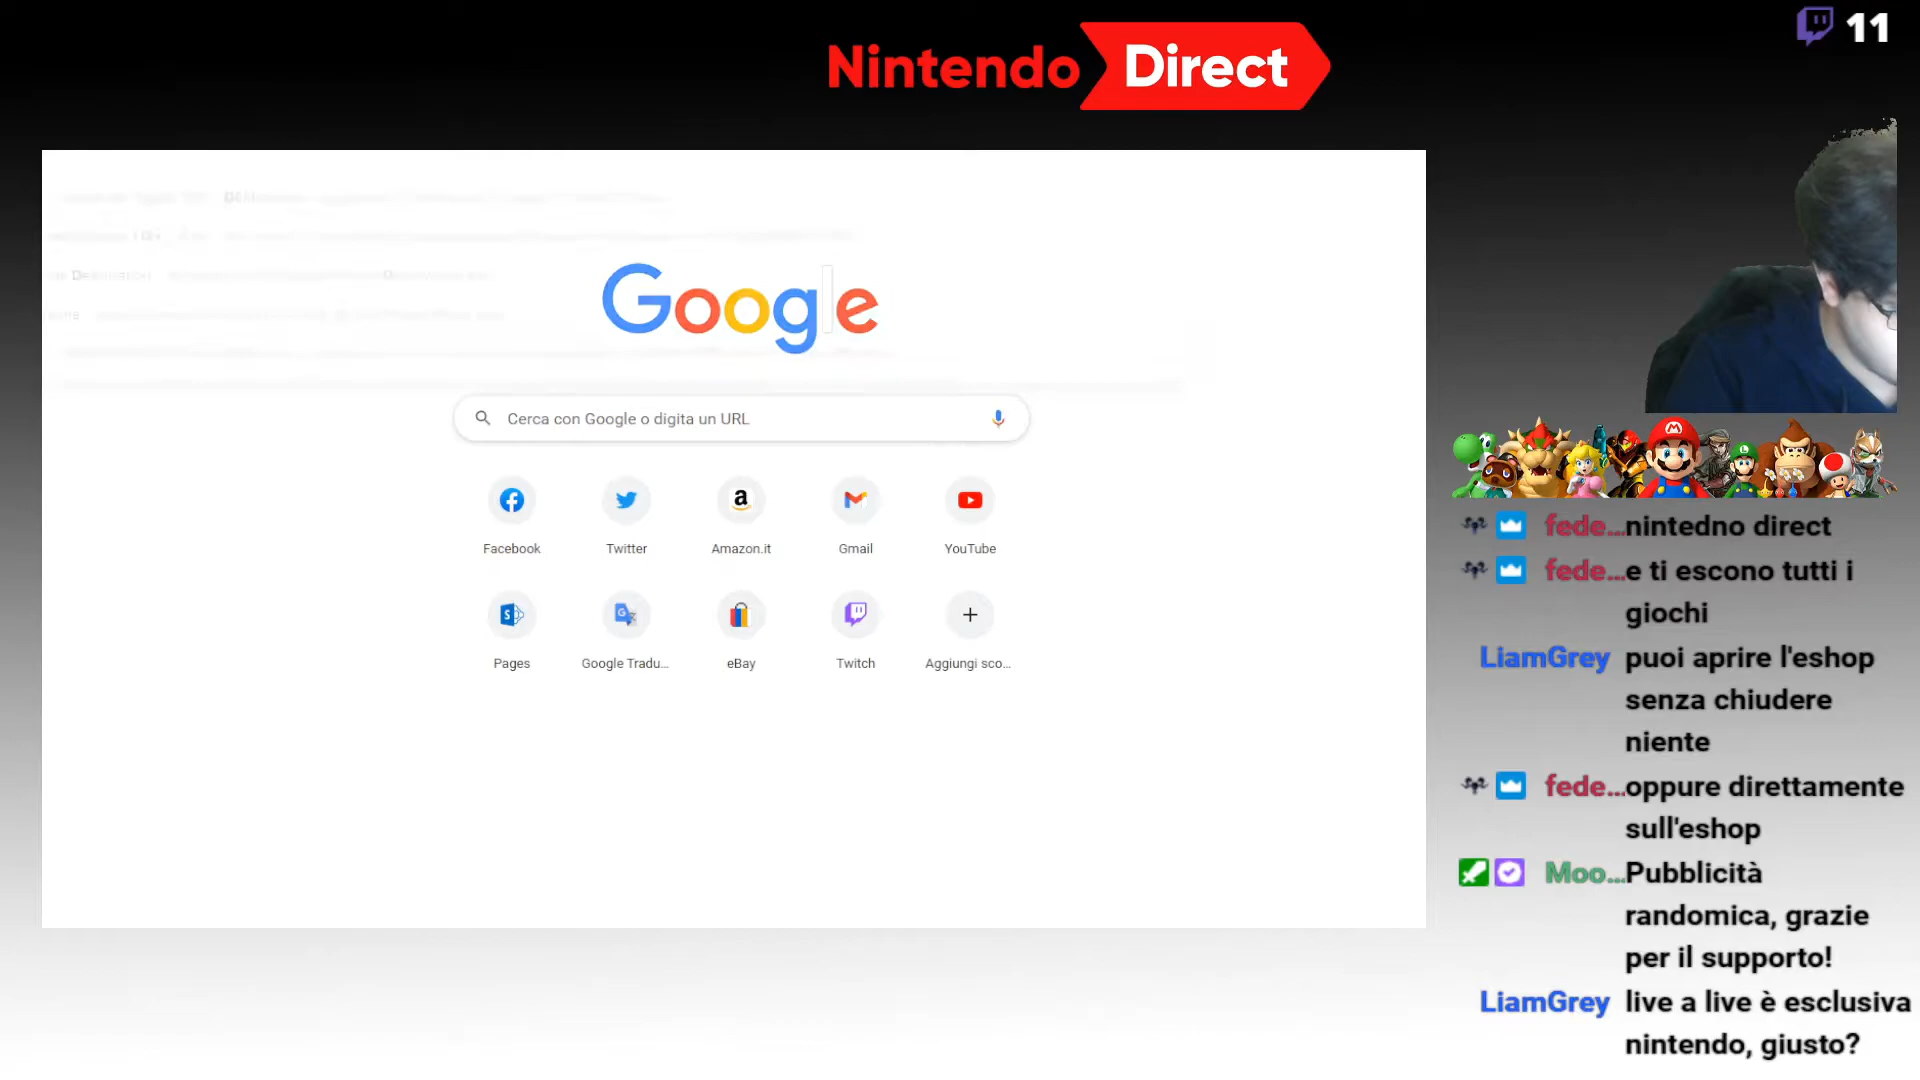 Nintendo Direct
11
Google
Cerca con Google o digita un URL
Facebook
Twitter
Amazon.it
Gmail
YouTube
Pages
Google Tradu...
eBay
Twitch
Aggiungi sco...
fede...nintedno direct
fede...e ti escono tutti i
giochi
LiamGrey puoi aprire l'eshop
senza chiudere
niente
fede...oppure direttamente
sull'eshop
Moo...Pubblicità
randomica, grazie
per il supporto!
LiamGrey live a live è esclusiva
nintendo, giusto?